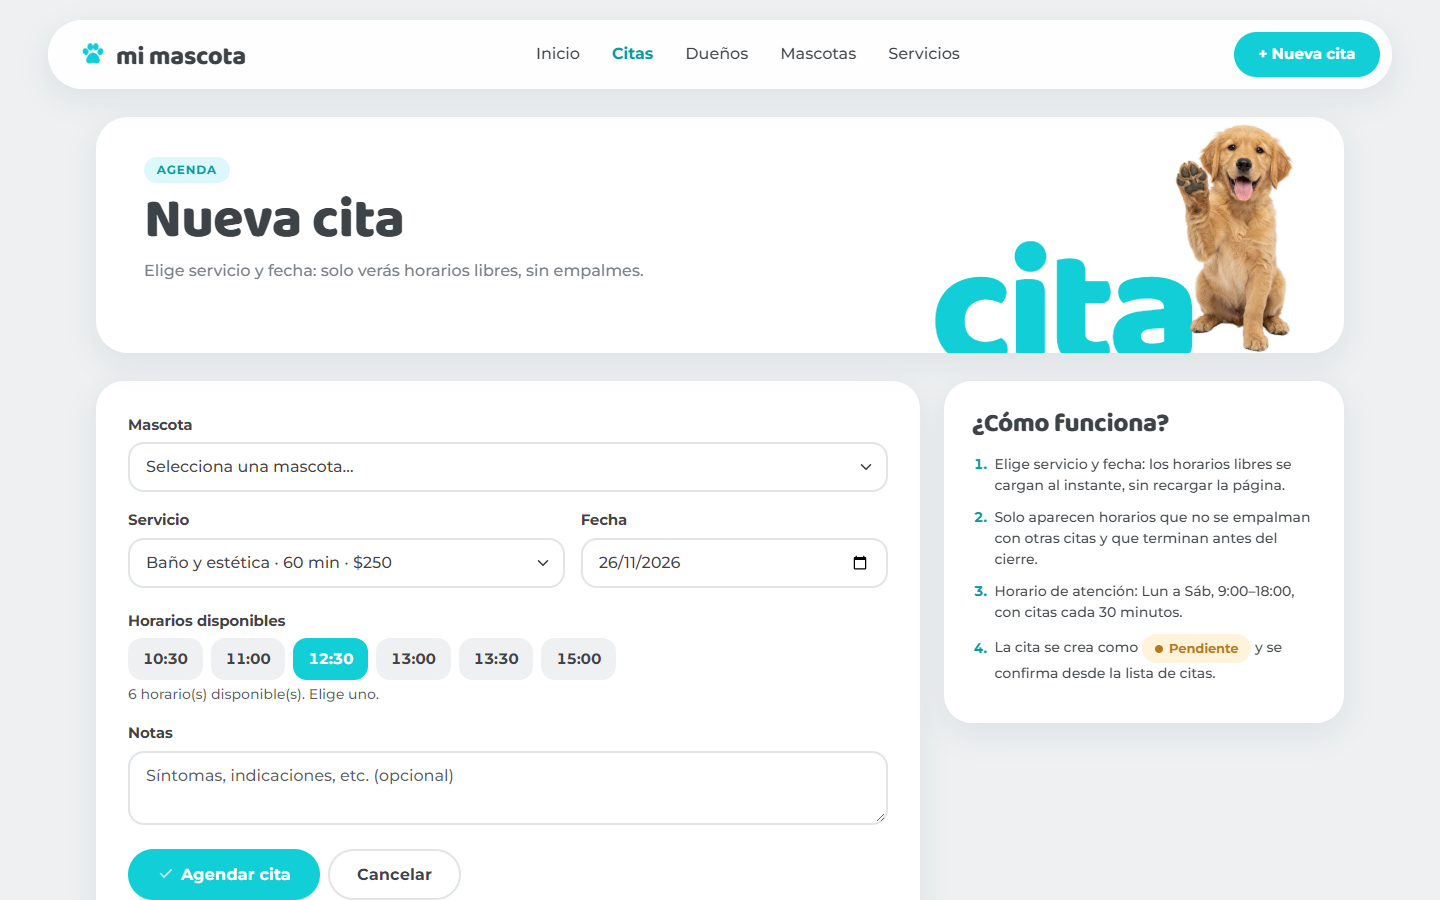 mi mascota
Inicio
Citas
Dueños
Mascotas
Servicios
+ Nueva cita
AGENDA
Nueva cita
Elige servicio y fecha: solo verás horarios libres, sin empalmes.
cita
Mascota
Selecciona una mascota...
Servicio
Baño y estética · 60 min · $250
Fecha
26/11/2026
Horarios disponibles
10:30
11:00
12:30
13:00
13:30
15:00
6 horario(s) disponible(s). Elige uno.
Notas
Síntomas, indicaciones, etc. (opcional)
Agendar cita
Cancelar
¿Cómo funciona?
1. Elige servicio y fecha: los horarios libres se
cargan al instante, sin recargar la página.
2. Solo aparecen horarios que no se empalman
con otras citas y que terminan antes del
cierre.
3. Horario de atención: Lun a Sáb, 9:00–18:00,
con citas cada 30 minutos.
4. La cita se crea como Pendiente y se
confirma desde la lista de citas.